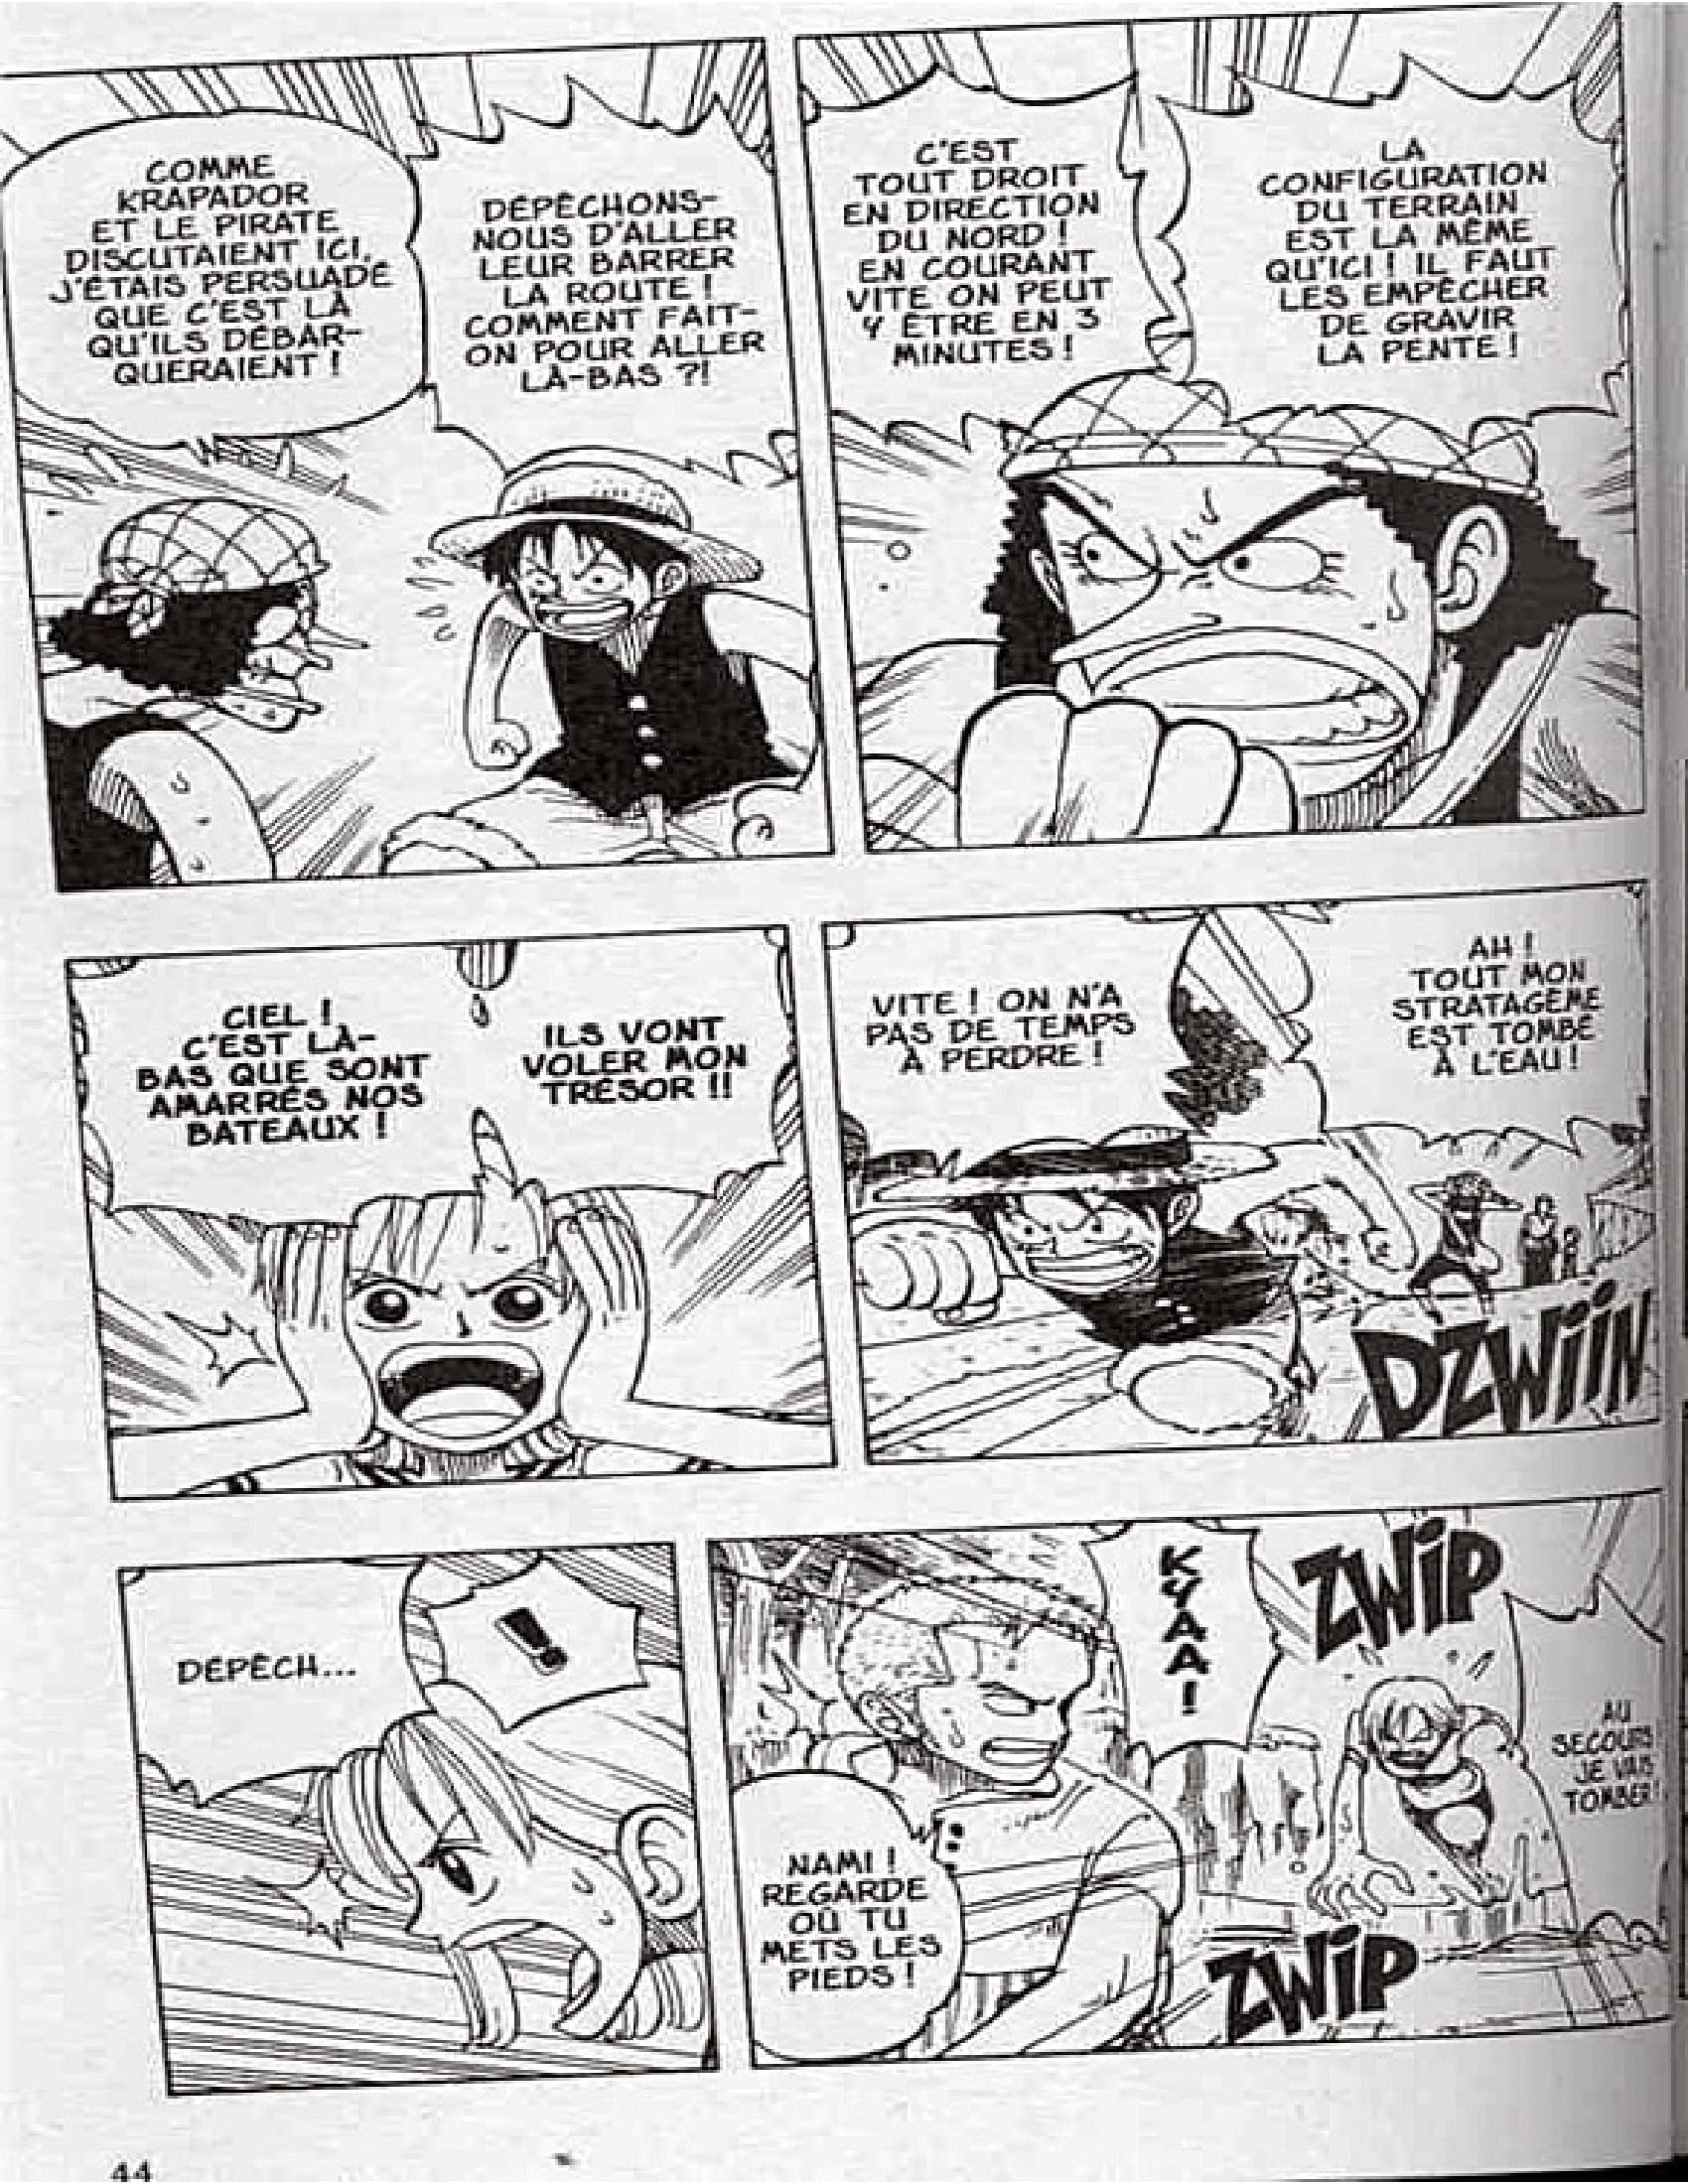 COMME
KRAPADOR
ET LE PIRATE
DISCUTAIENT ICI,
J'ÉTAIS PERSUADÉ
QUE C'EST LÀ
QU'ILS DÉBAR-
QUERAIENT !
DÉPÊCHONS-
NOUS D'ALLER
LEUR BARRER
LA ROUTE !
COMMENT FAIT-
ON POUR ALLER
LÀ-BAS ?!
C'EST
TOUT DROIT
EN DIRECTION
DU NORD !
EN COURANT
VITE ON PEUT
Y ÊTRE EN 3
MINUTES !
LA
CONFIGURATION
DU TERRAIN
EST LA MÊME
QU'ICI ! IL FAUT
LES EMPÊCHER
DE GRAVIR
LA PENTE !
CIEL !
C'EST LÀ-
BAS QUE SONT
AMARRÉS NOS
BATEAUX !
ILS VONT
VOLER MON
TRÉSOR !!
VITE ! ON N'A
PAS DE TEMPS
À PERDRE !
AH !
TOUT MON
STRATAGÈME
EST TOMBÉ
À L'EAU !
DZWiiN
DÉPÊCH...
!
KYAA!
ZWiP
NAMI !
REGARDE
OÙ TU
METS LES
PIEDS !
AU
SECOURS
JE VAIS
TOMBER !
ZWiP
44